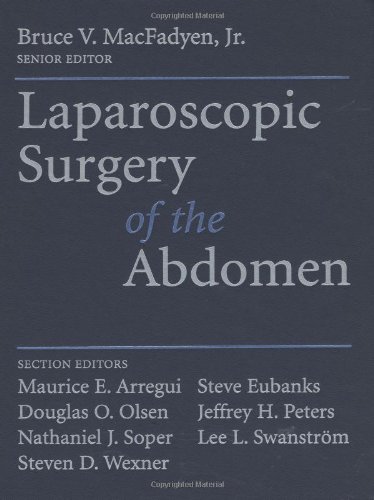 Bruce V. MacFadyen, Jr.
SENIOR EDITOR
Laparoscopic
Surgery
of the
Abdomen
SECTION EDITORS
Maurice E. Arregui Steve Eubanks
Douglas O. Olsen Jeffrey H. Peters
Nathaniel J. Soper Lee L. Swanström
Steven D. Wexner